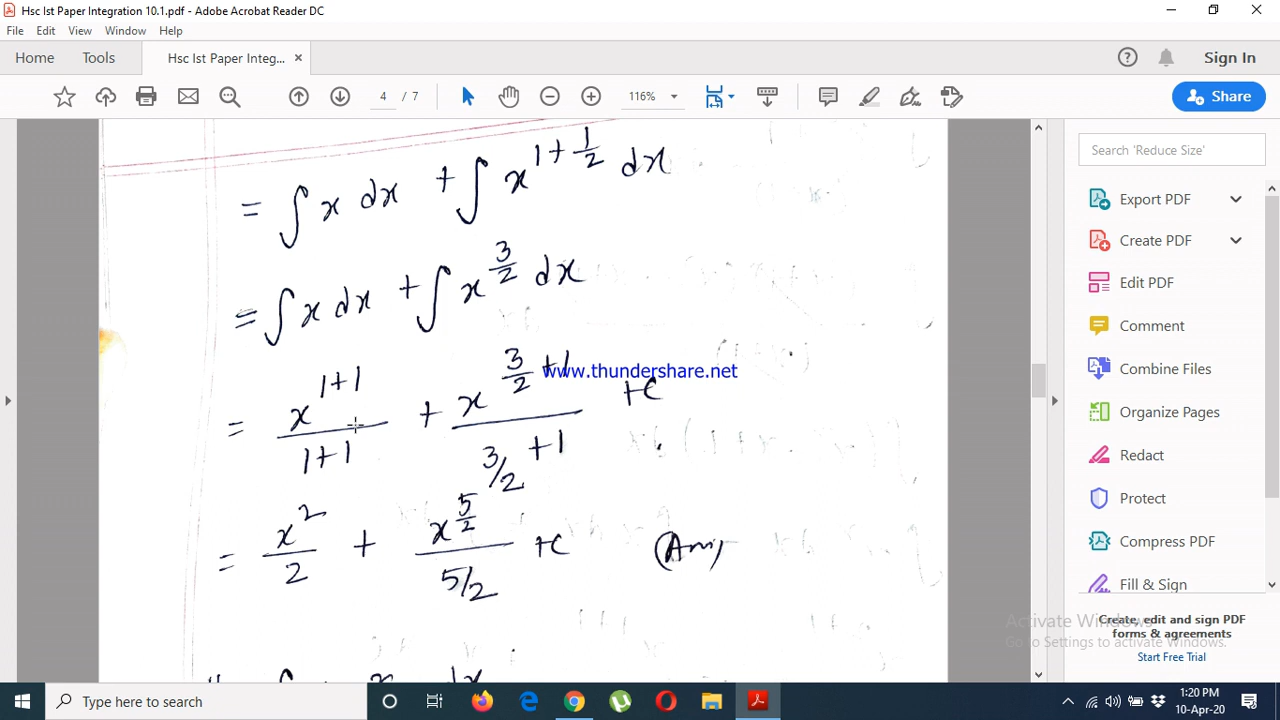 Hsc Ist Paper Integration 10.1.pdf - Adobe Acrobat Reader DC
File Edit View Window Help
Home Tools Hsc Ist Paper Integ... × Sign In
4 / 7 116% Share
= ∫ x dx + ∫ x^{1+1/2} dx
= ∫ x dx + ∫ x^{3/2} dx
= x^{1+1}/(1+1) + x^{3/2+1}/(3/2+1) + c
www.thundershare.net
= x^2/2 + x^{5/2}/(5/2) + c (Ans)
Search 'Reduce Size'
Export PDF
Create PDF
Edit PDF
Comment
Combine Files
Organize Pages
Redact
Protect
Compress PDF
Fill & Sign
Activate Windows
Go to Settings to activate Windows.
Create, edit and sign PDF
forms & agreements
Start Free Trial
Type here to search
1:20 PM
10-Apr-20